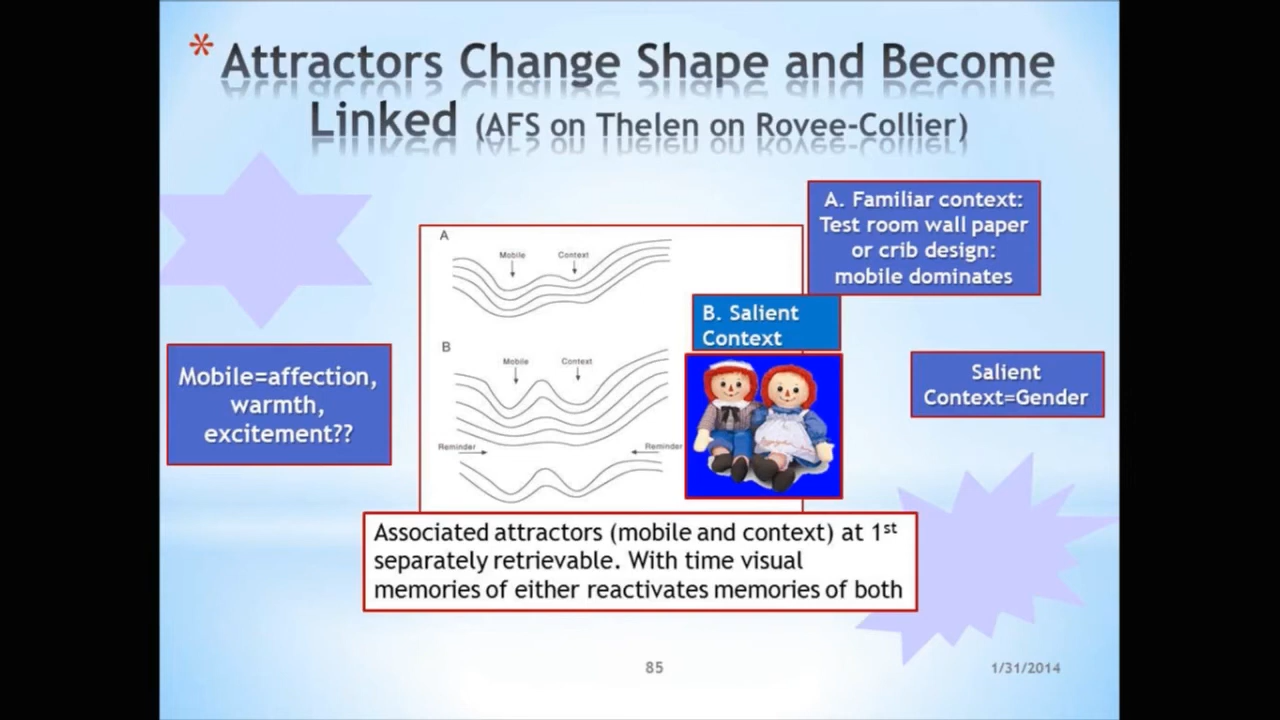 * Attractors Change Shape and Become
Linked (AFS on Thelen on Rovee-Collier)
A. Familiar context:
Test room wall paper
or crib design:
mobile dominates
A
Mobile Context
B. Salient
Context
B
Mobile Context
Salient
Context=Gender
Mobile=affection,
warmth,
excitement??
Reminder Reminder
Associated attractors (mobile and context) at 1st
separately retrievable. With time visual
memories of either reactivates memories of both
85
1/31/2014